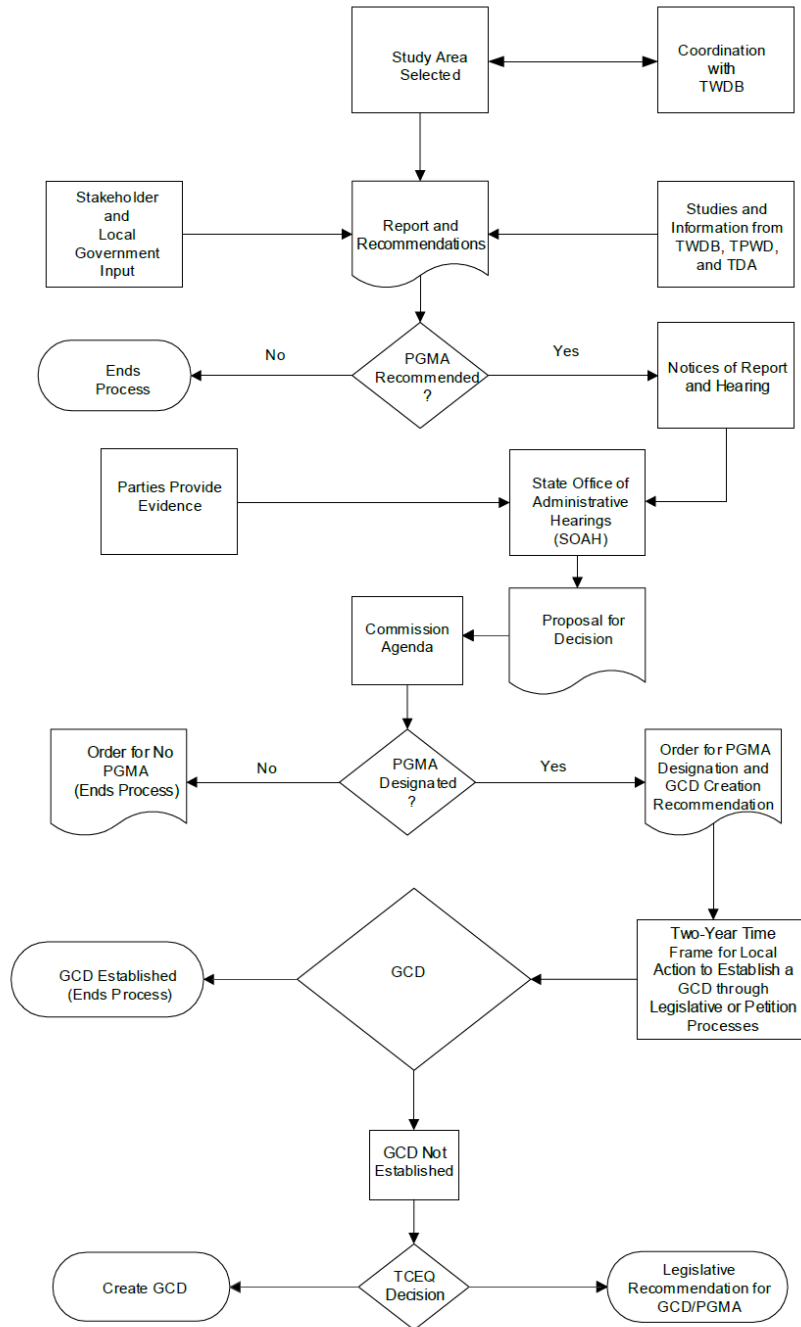 Study Area
Selected
Coordination
with
TWDB
Stakeholder
and
Local
Government
Input
Report and
Recommendations
Studies and
Information from
TWDB, TPWD,
and TDA
Ends
Process
No
PGMA
Recommended
?
Yes
Notices of Report
and Hearing
Parties Provide
Evidence
State Office of
Administrative
Hearings
(SOAH)
Commission
Agenda
Proposal for
Decision
Order for No
PGMA
(Ends Process)
No
PGMA
Designated
?
Yes
Order for PGMA
Designation and
GCD Creation
Recommendation
GCD Established
(Ends Process)
GCD
Two-Year Time
Frame for Local
Action to Establish a
GCD through
Legislative or Petition
Processes
GCD Not
Established
Create GCD
TCEQ
Decision
Legislative
Recommendation for
GCD/PGMA